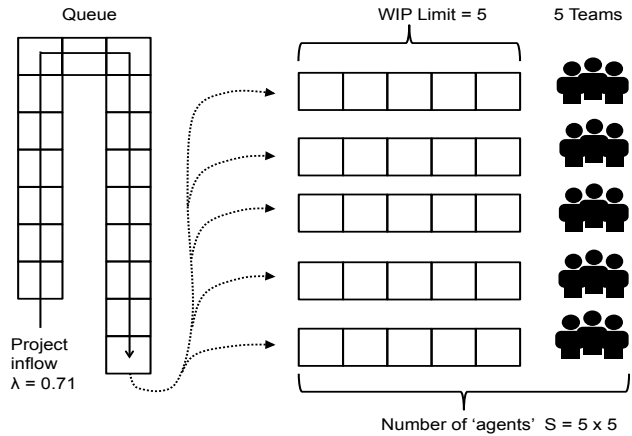 Queue
WIP Limit = 5
5 Teams
Project
inflow
λ = 0.71
Number of ‘agents’ S = 5 x 5